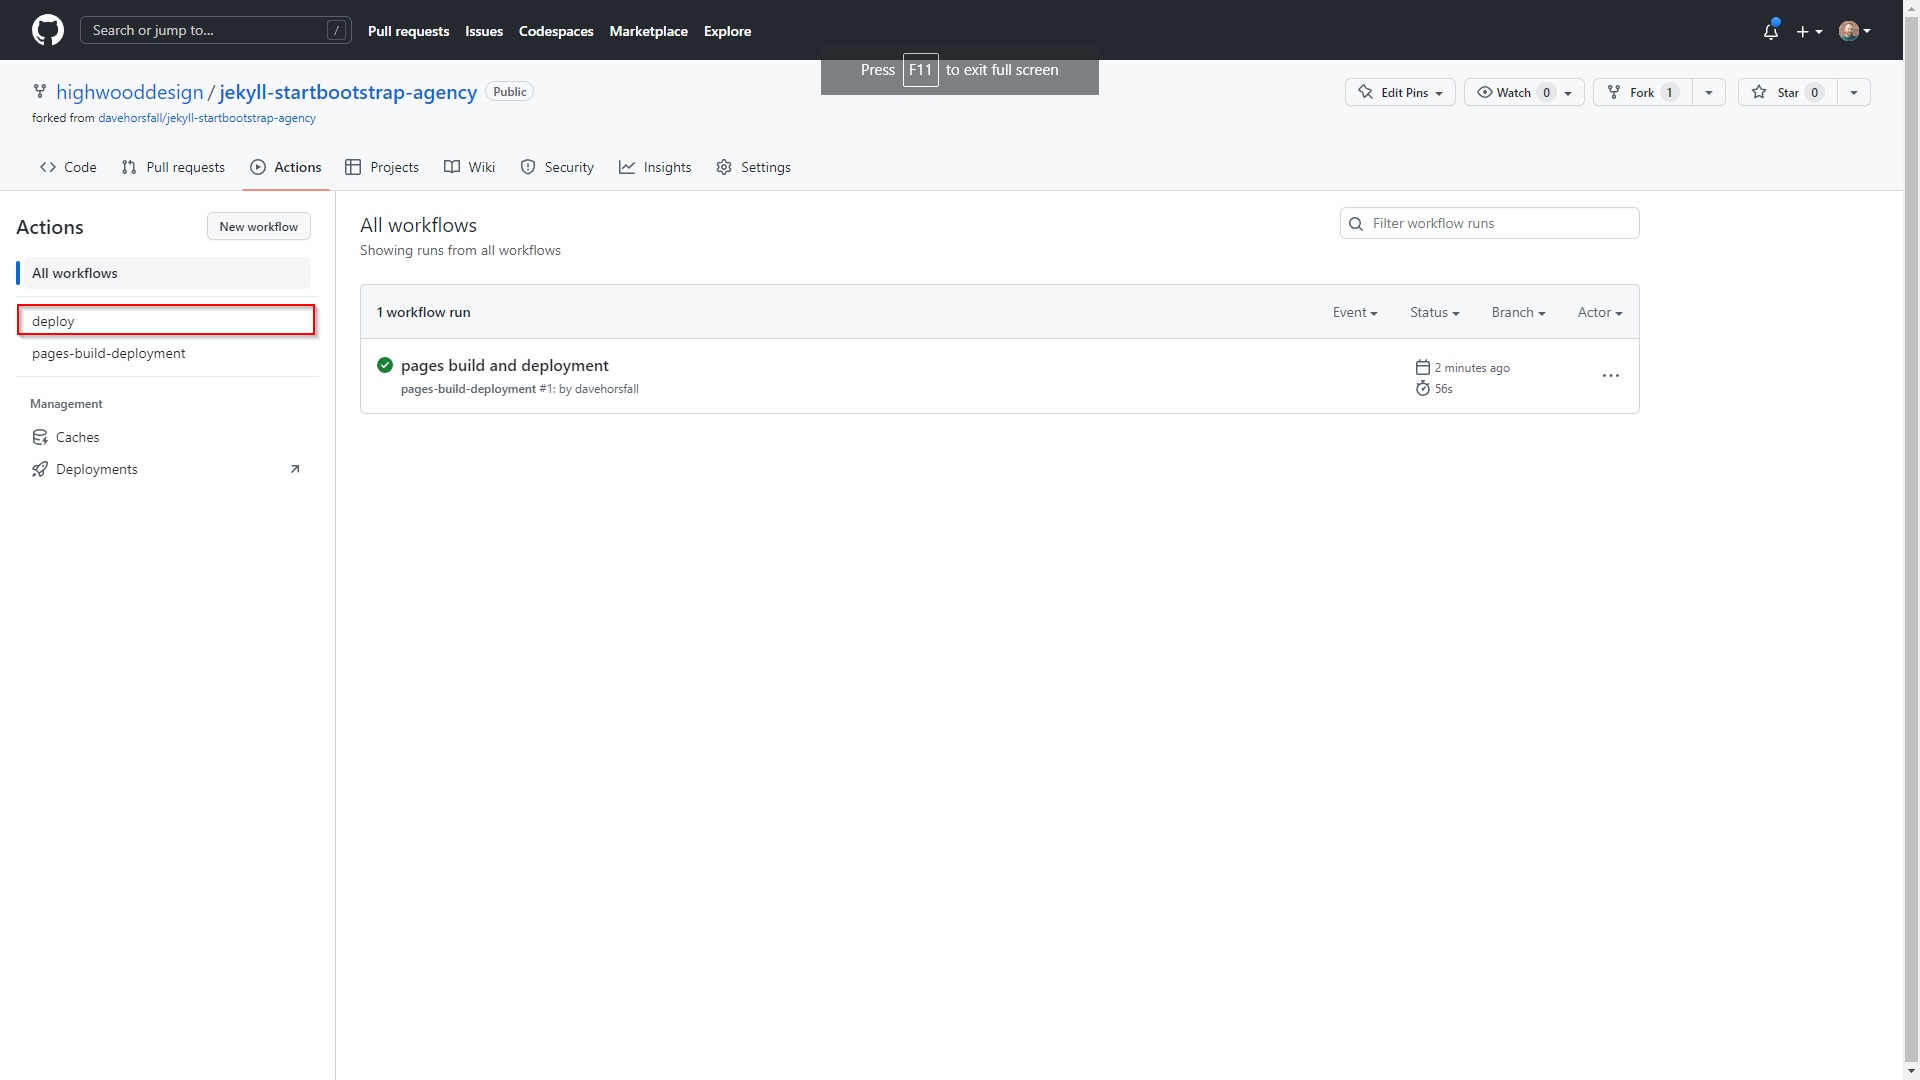 Search or jump to... / Pull requests Issues Codespaces Marketplace Explore
Press F11 to exit full screen
highwooddesign / jekyll-startbootstrap-agency Public
Edit Pins Watch 0 Fork 1 Star 0
forked from davehorsfall/jekyll-startbootstrap-agency
Code Pull requests Actions Projects Wiki Security Insights Settings
Actions
New workflow
All workflows
deploy
pages-build-deployment
Management
Caches
Deployments
All workflows
Showing runs from all workflows
Filter workflow runs
1 workflow run
Event Status Branch Actor
pages build and deployment
pages-build-deployment #1: by davehorsfall
2 minutes ago
56s